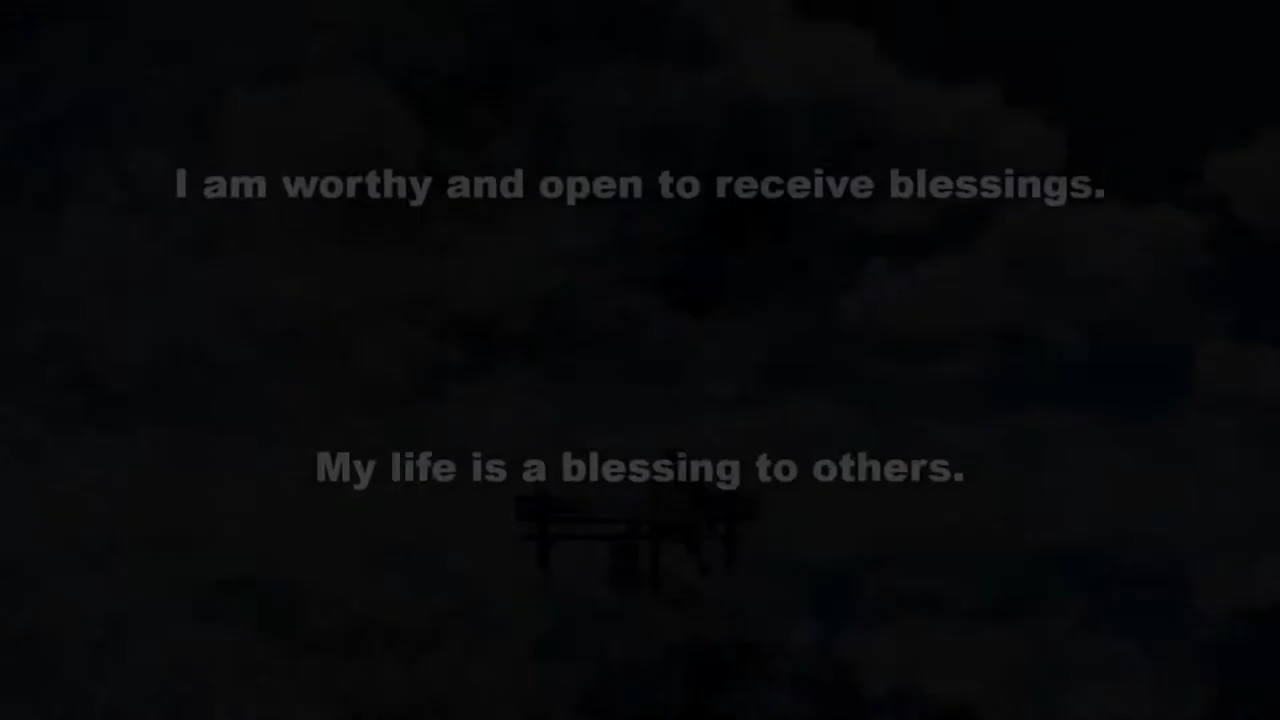 I am worthy and open to receive blessings.
My life is a blessing to others.